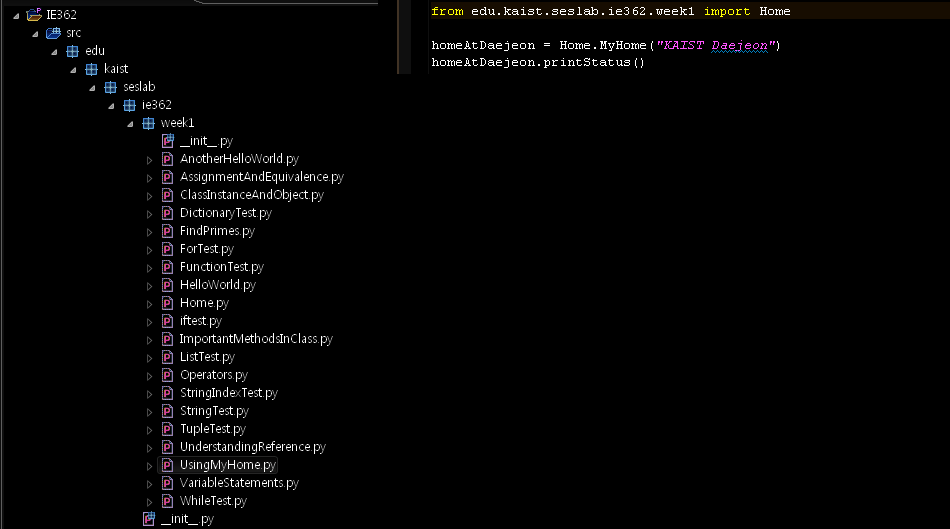 IE362
src
edu
kaist
seslab
ie362
week1
__init__.py
AnotherHelloWorld.py
AssignmentAndEquivalence.py
ClassInstanceAndObject.py
DictionaryTest.py
FindPrimes.py
ForTest.py
FunctionTest.py
HelloWorld.py
Home.py
iftest.py
ImportantMethodsInClass.py
ListTest.py
Operators.py
StringIndexTest.py
StringTest.py
TupleTest.py
UnderstandingReference.py
UsingMyHome.py
VariableStatements.py
WhileTest.py
__init__.py
from edu.kaist.seslab.ie362.week1 import Home
homeAtDaejeon = Home.MyHome("KAIST Daejeon")
homeAtDaejeon.printStatus()